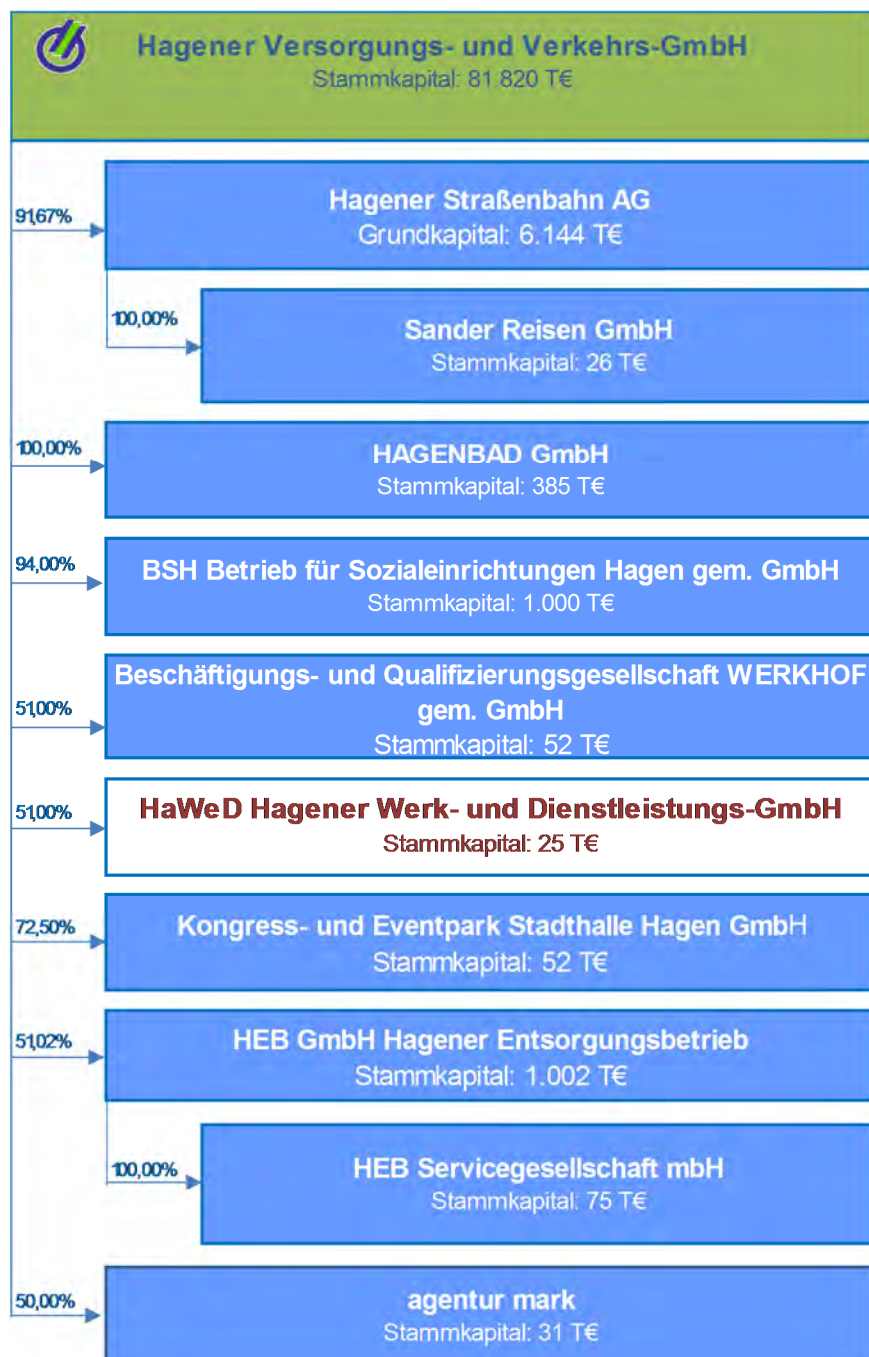 Hagener Versorgungs- und Verkehrs-GmbH
Stammkapital: 81.820 T€
91,67%
Hagener Straßenbahn AG
Grundkapital: 6.144 T€
100,00%
Sander Reisen GmbH
Stammkapital: 26 T€
100,00%
HAGENBAD GmbH
Stammkapital: 385 T€
94,00%
BSH Betrieb für Sozialeinrichtungen Hagen gem. GmbH
Stammkapital: 1.000 T€
51,00%
Beschäftigungs- und Qualifizierungsgesellschaft WERKHOF
gem. GmbH
Stammkapital: 52 T€
51,00%
HaWeD Hagener Werk- und Dienstleistungs-GmbH
Stammkapital: 25 T€
72,50%
Kongress- und Eventpark Stadthalle Hagen GmbH
Stammkapital: 52 T€
51,02%
HEB GmbH Hagener Entsorgungsbetrieb
Stammkapital: 1.002 T€
100,00%
HEB Servicegesellschaft mbH
Stammkapital: 75 T€
50,00%
agentur mark
Stammkapital: 31 T€